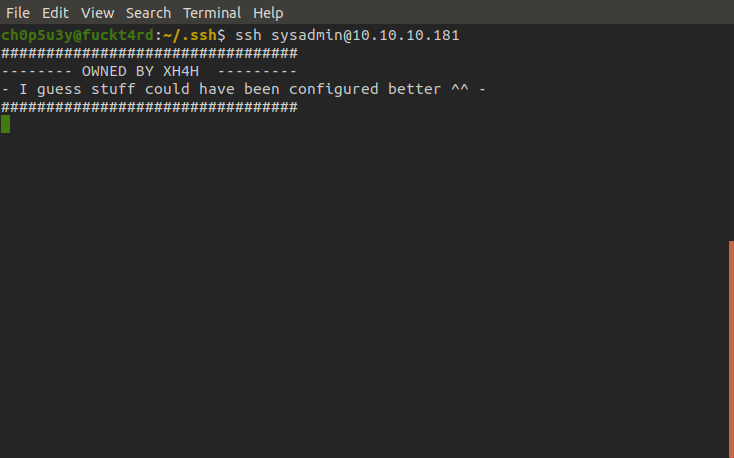 File Edit View Search Terminal Help
ch0p5u3y@fuckt4rd:~/.ssh$ ssh sysadmin@10.10.10.181
#################################
-------- OWNED BY XH4H  ---------
- I guess stuff could have been configured better ^^ -
#################################